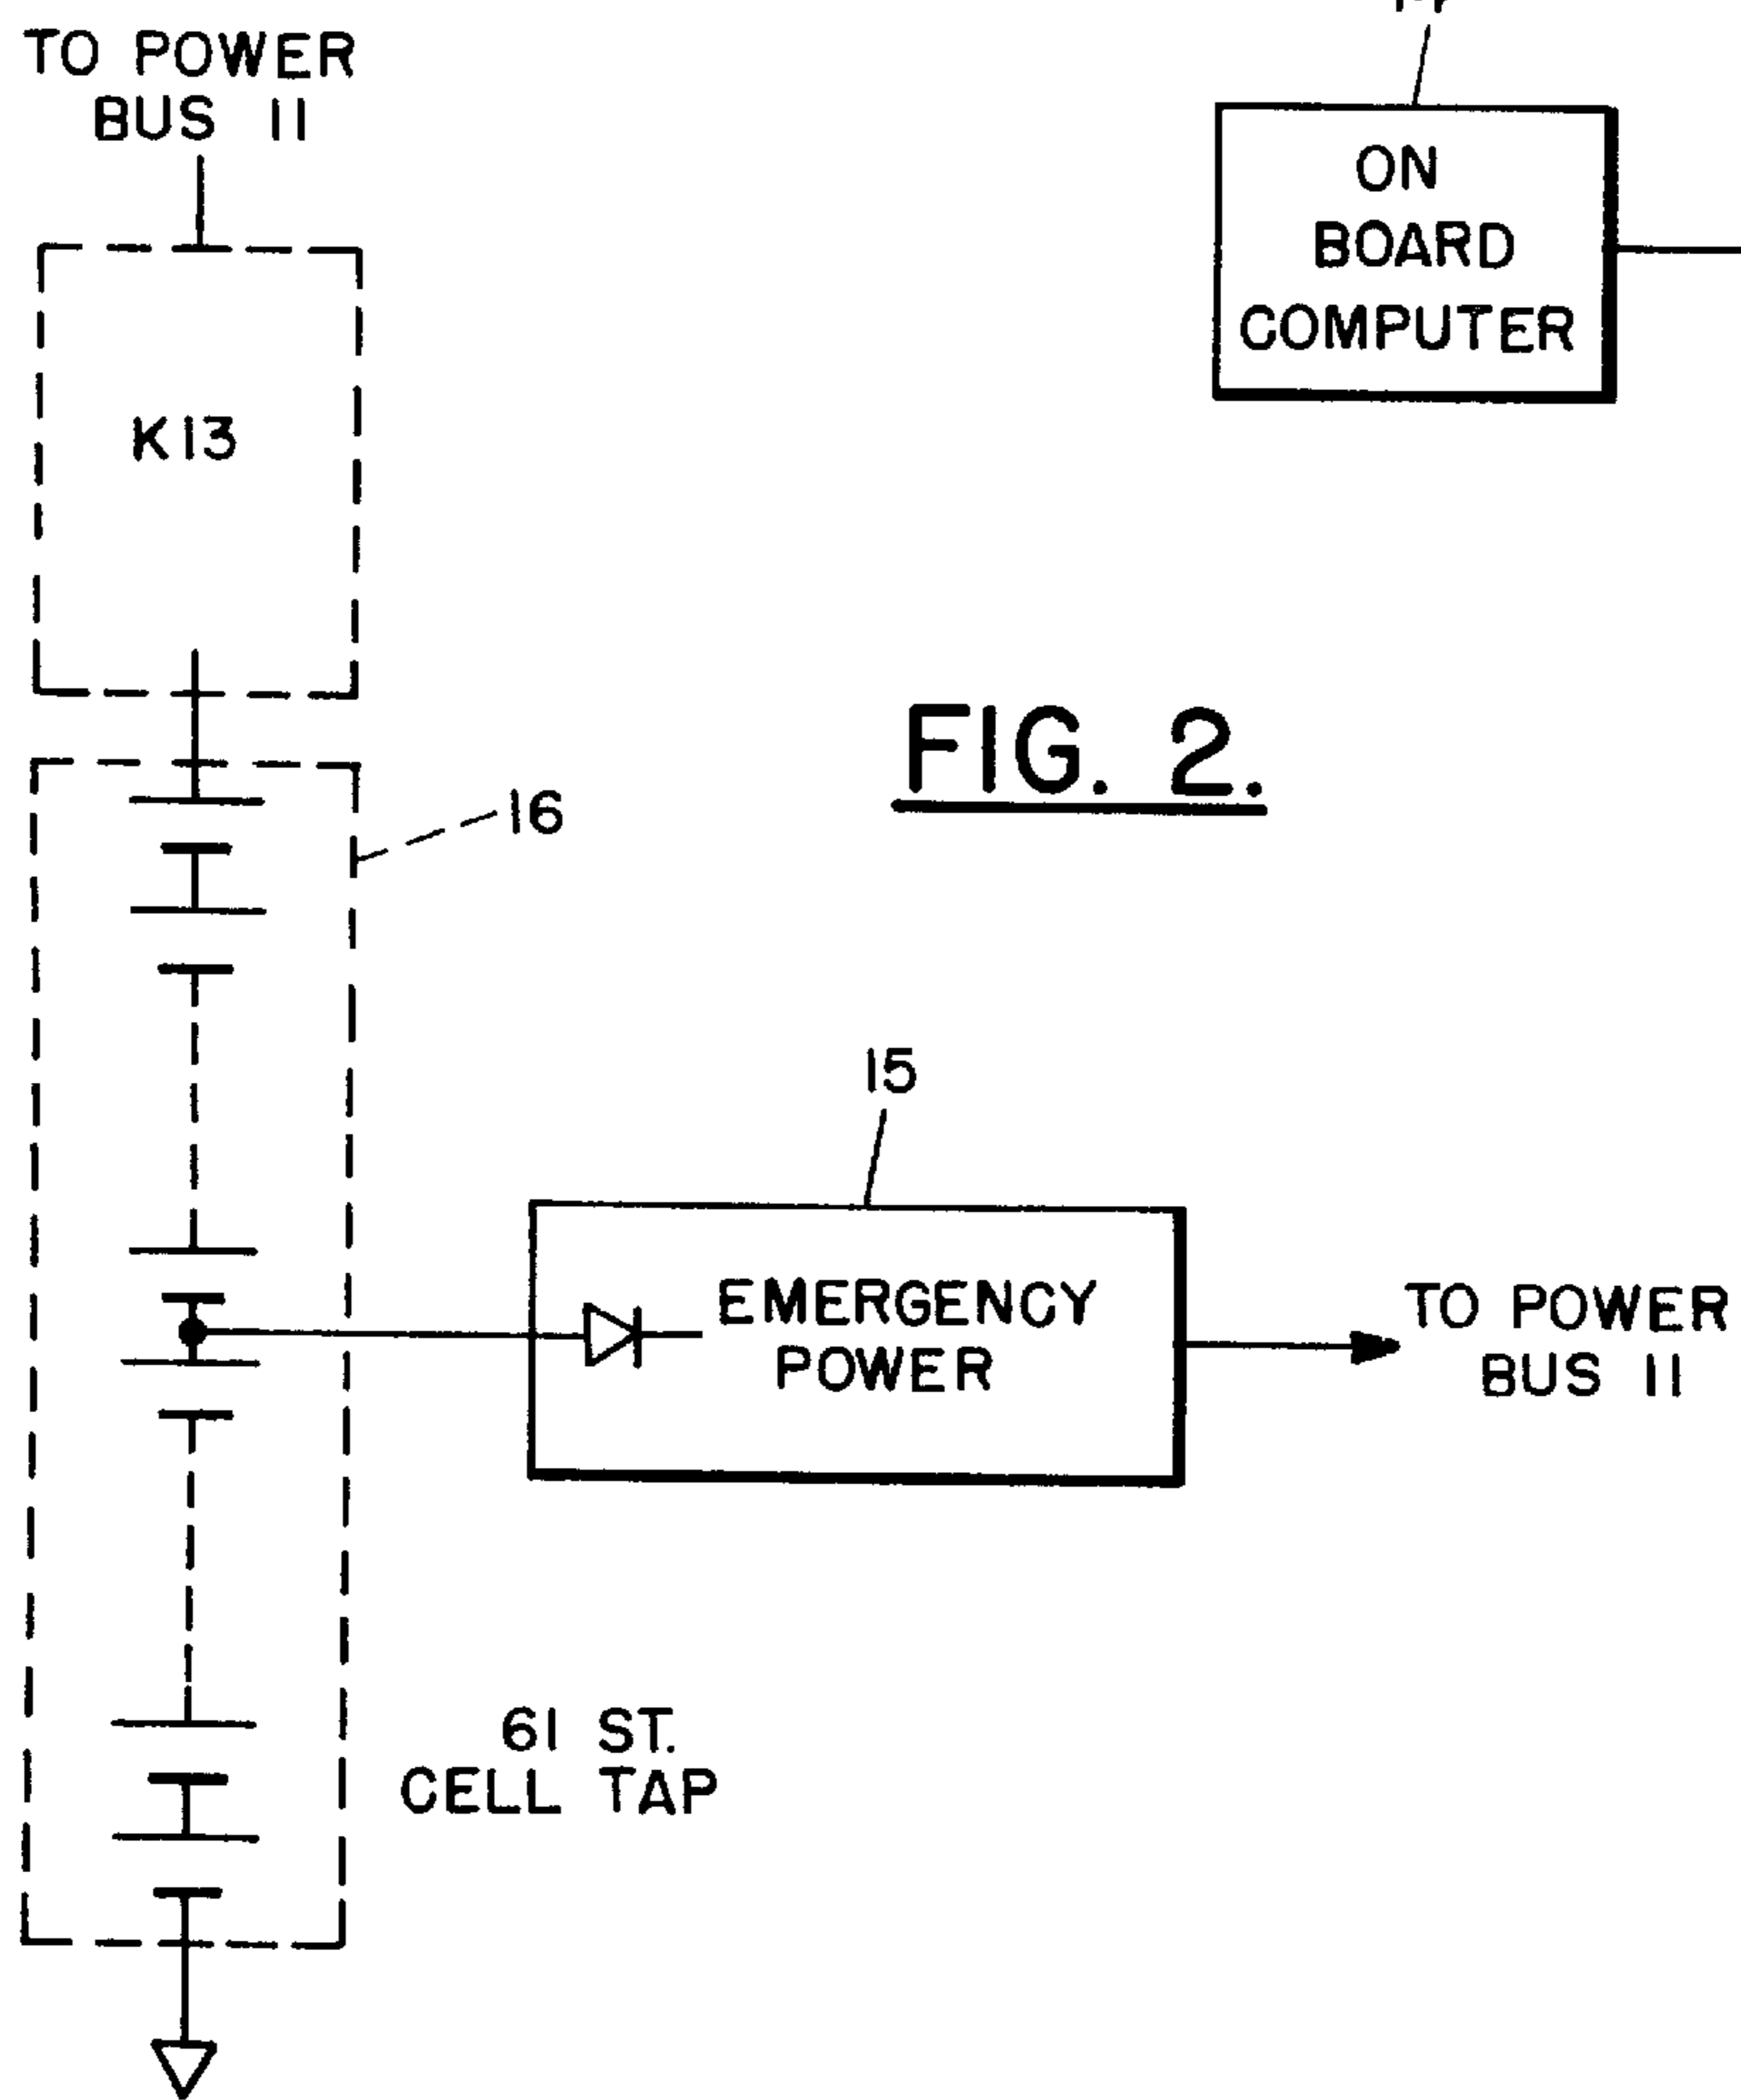 TO POWER
BUS 11
ON
BOARD
COMPUTER
K13
FIG. 2.
16
15
EMERGENCY
POWER
TO POWER
BUS 11
61 ST.
CELL TAP